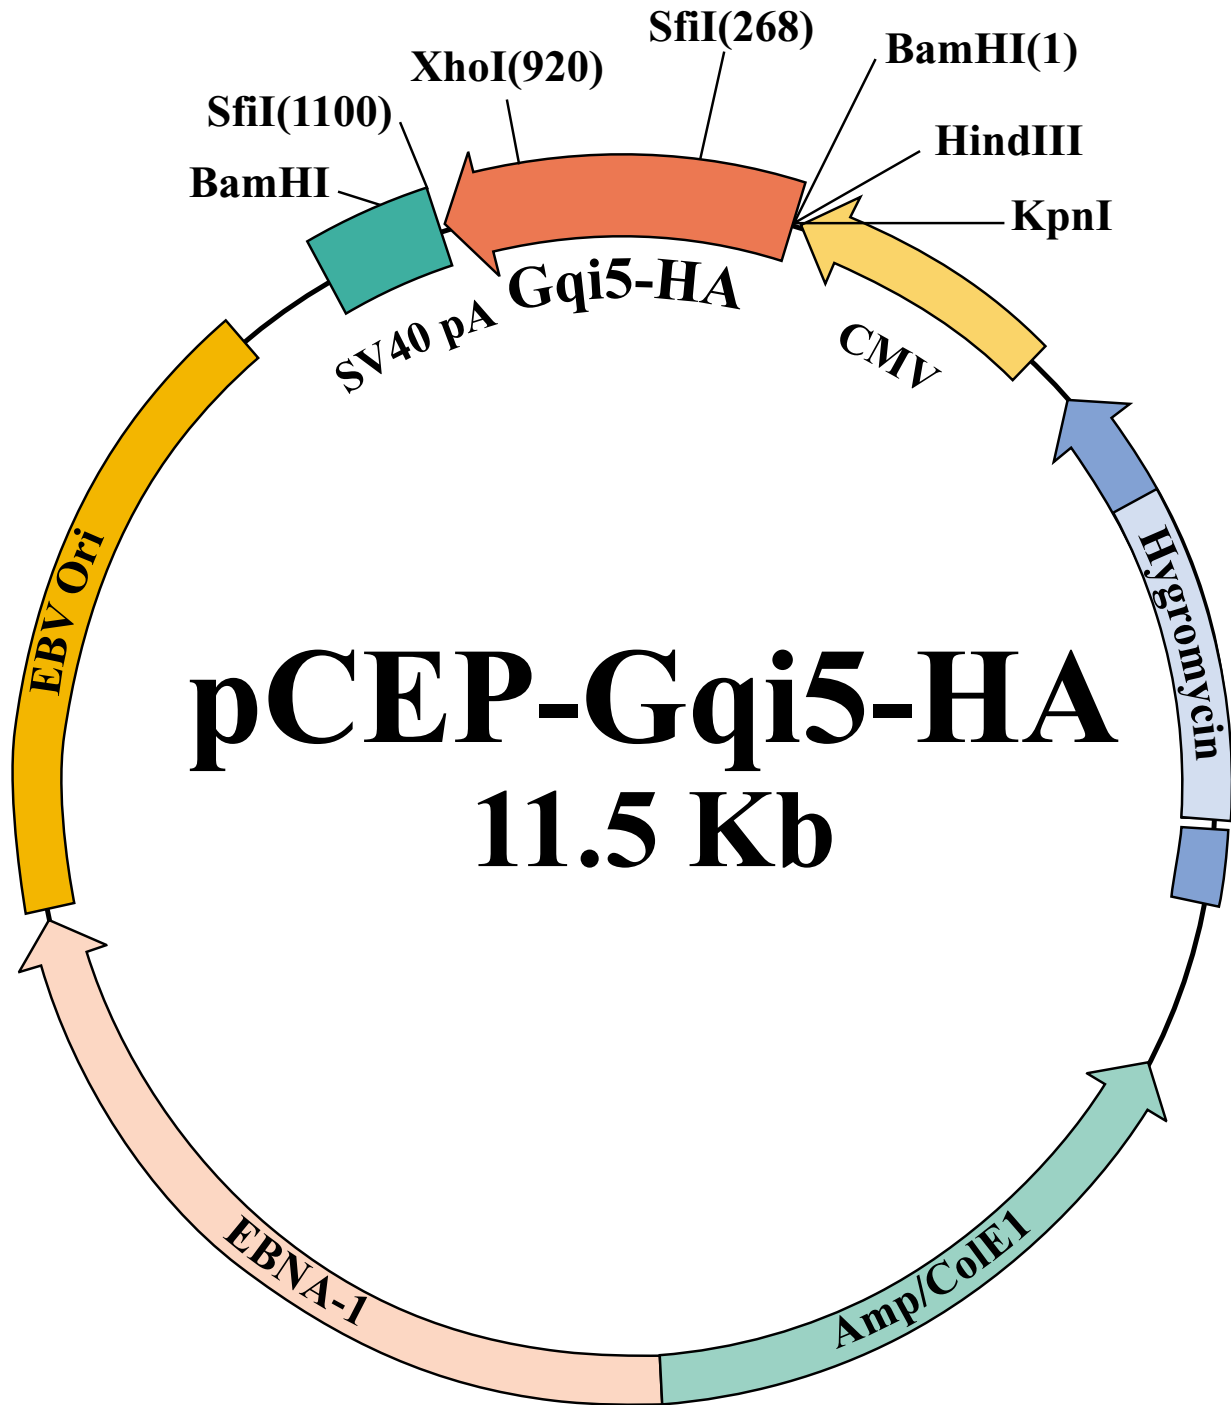 SfiI(268)
BamHI(1)
XhoI(920)
SfiI(1100)
HindIII
BamHI
KpnI
Gqi5-HA
SV40 pA
CMV
EBV Ori
Hygromycin
pCEP-Gqi5-HA
11.5 Kb
EBNA-1
Amp/ColE1